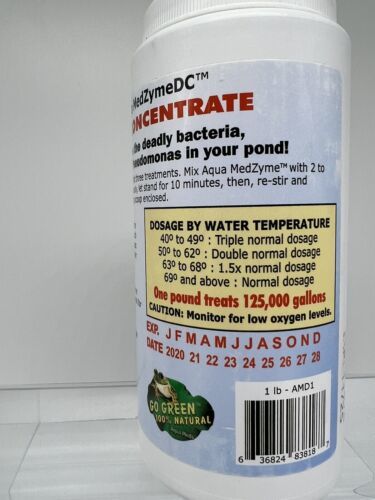 MedZymeDC™
ONCENTRATE
the deadly bacteria,
eudomonas in your pond!
three treatments. Mix Aqua MedZyme™ with 2 to
let stand for 10 minutes, then, re-stir and
enclosed.
DOSAGE BY WATER TEMPERATURE
40º to 49º : Triple normal dosage
50º to 62º : Double normal dosage
63º to 68º : 1.5x normal dosage
69º and above : Normal dosage
One pound treats 125,000 gallons
CAUTION: Monitor for low oxygen levels.
EXP. J F M A M J J A S O N D
DATE 2020 21 22 23 24 25 26 27 28
GO GREEN™
100% NATURAL
1 lb - AMD1
6 36824 83818 7